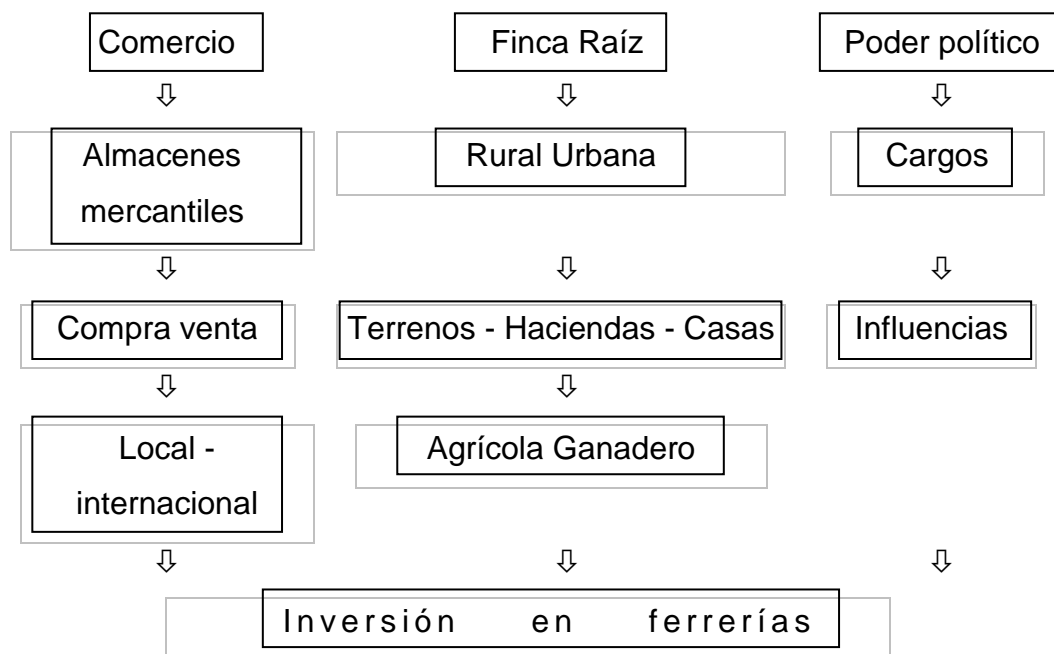 Comercio
Finca Raíz
Poder político
Almacenes
mercantiles
Rural Urbana
Cargos
Compra venta
Terrenos - Haciendas - Casas
Influencias
Local -
internacional
Agrícola Ganadero
Inversión en ferrerías